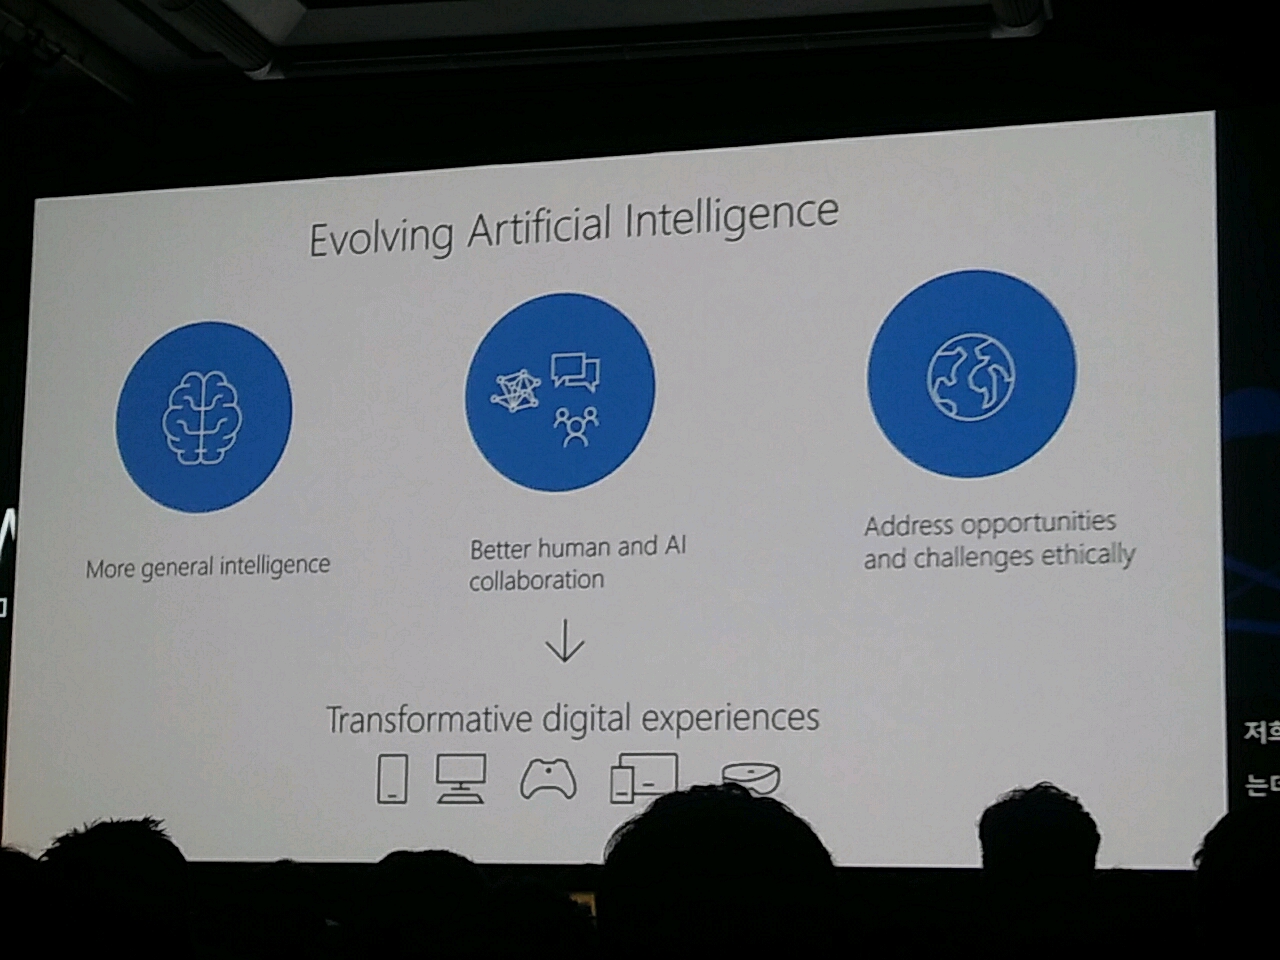 Evolving Artificial Intelligence
More general intelligence
Better human and AI
collaboration
Address opportunities
and challenges ethically
Transformative digital experiences
저희
는데